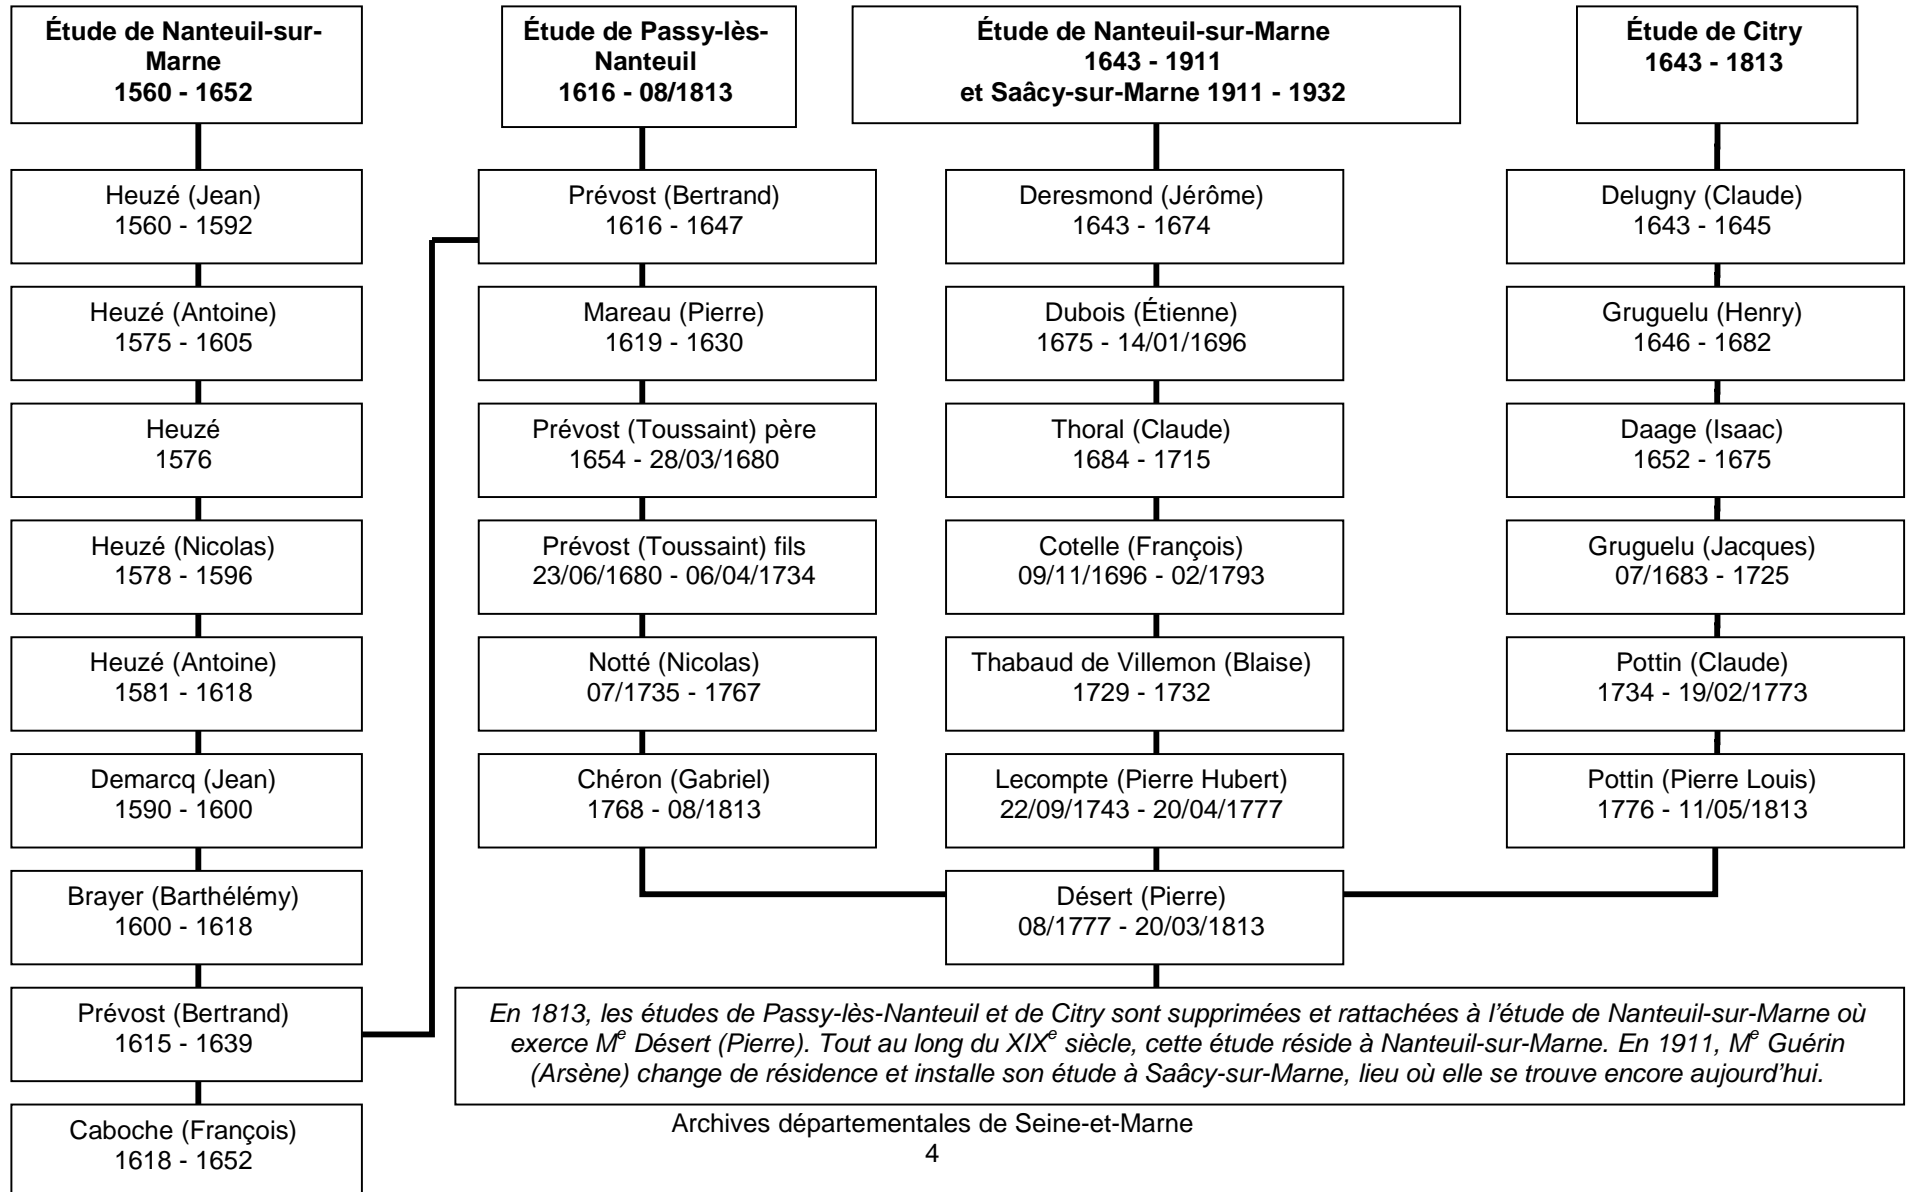 Étude de Nanteuil-sur-
Marne
1560 - 1652
Heuzé (Jean)
1560 - 1592
Heuzé (Antoine)
1575 - 1605
Heuzé
1576
Heuzé (Nicolas)
1578 - 1596
Heuzé (Antoine)
1581 - 1618
Demarcq (Jean)
1590 - 1600
Brayer (Barthélémy)
1600 - 1618
Prévost (Bertrand)
1615 - 1639
Caboche (François)
1618 - 1652
Étude de Passy-lès-
Nanteuil
1616 - 08/1813
Prévost (Bertrand)
1616 - 1647
Mareau (Pierre)
1619 - 1630
Prévost (Toussaint) père
1654 - 28/03/1680
Prévost (Toussaint) fils
23/06/1680 - 06/04/1734
Notté (Nicolas)
07/1735 - 1767
Chéron (Gabriel)
1768 - 08/1813
Étude de Nanteuil-sur-Marne
1643 - 1911
et Saâcy-sur-Marne 1911 - 1932
Deresmond (Jérôme)
1643 - 1674
Dubois (Étienne)
1675 - 14/01/1696
Thoral (Claude)
1684 - 1715
Cotelle (François)
09/11/1696 - 02/1793
Thabaud de Villemon (Blaise)
1729 - 1732
Lecompte (Pierre Hubert)
22/09/1743 - 20/04/1777
Désert (Pierre)
08/1777 - 20/03/1813
Étude de Citry
1643 - 1813
Delugny (Claude)
1643 - 1645
Gruguelu (Henry)
1646 - 1682
Daage (Isaac)
1652 - 1675
Gruguelu (Jacques)
07/1683 - 1725
Pottin (Claude)
1734 - 19/02/1773
Pottin (Pierre Louis)
1776 - 11/05/1813
En 1813, les études de Passy-lès-Nanteuil et de Citry sont supprimées et rattachées à l'étude de Nanteuil-sur-Marne où
exerce Me Désert (Pierre). Tout au long du XIXe siècle, cette étude réside à Nanteuil-sur-Marne. En 1911, Me Guérin
(Arsène) change de résidence et installe son étude à Saâcy-sur-Marne, lieu où elle se trouve encore aujourd'hui.
Archives départementales de Seine-et-Marne
4